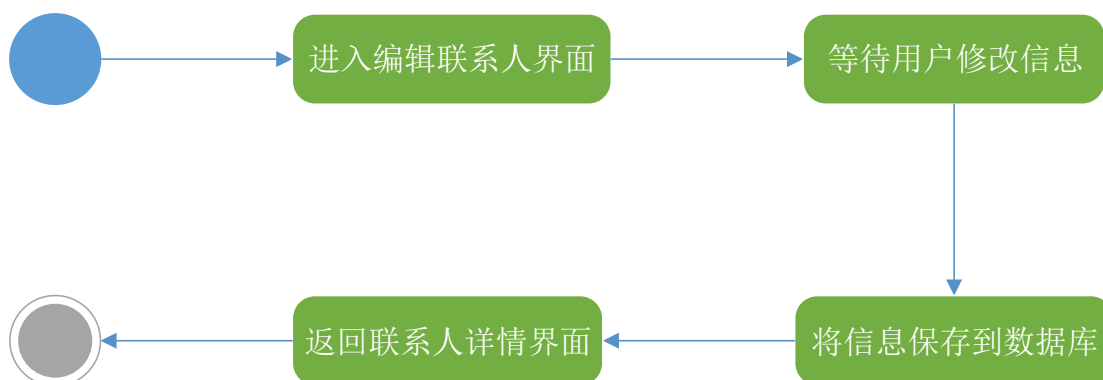 进入编辑联系人界面
等待用户修改信息
将信息保存到数据库
返回联系人详情界面